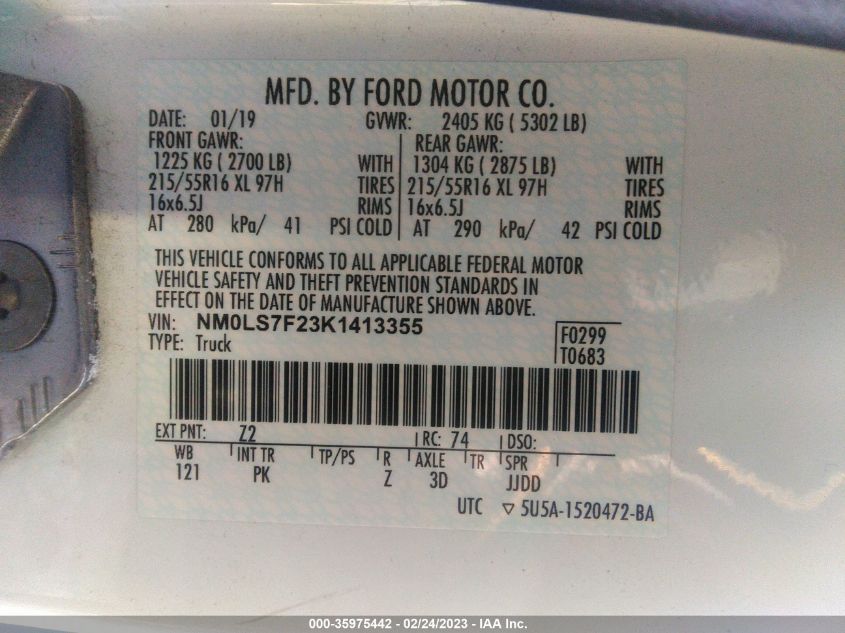 MFD. BY FORD MOTOR CO.
DATE: 01/19 GVWR: 2405 KG ( 5302 LB)
FRONT GAWR: REAR GAWR:
1225 KG ( 2700 LB) WITH 1304 KG ( 2875 LB) WITH
215/55R16 XL 97H TIRES 215/55R16 XL 97H TIRES
16x6.5J RIMS 16x6.5J RIMS
AT 280 kPa/ 41 PSI COLD AT 290 kPa/ 42 PSI COLD
THIS VEHICLE CONFORMS TO ALL APPLICABLE FEDERAL MOTOR
VEHICLE SAFETY AND THEFT PREVENTION STANDARDS IN
EFFECT ON THE DATE OF MANUFACTURE SHOWN ABOVE.
VIN: NM0LS7F23K1413355 F0299
TYPE: Truck T0683
EXT PNT: Z2 RC: 74 DSO:
WB INT TR TP/PS R AXLE TR SPR
121 PK Z 3D JJDD
UTC ▽ 5U5A-1520472-BA
000-35975442 - 02/24/2023 - IAA Inc.